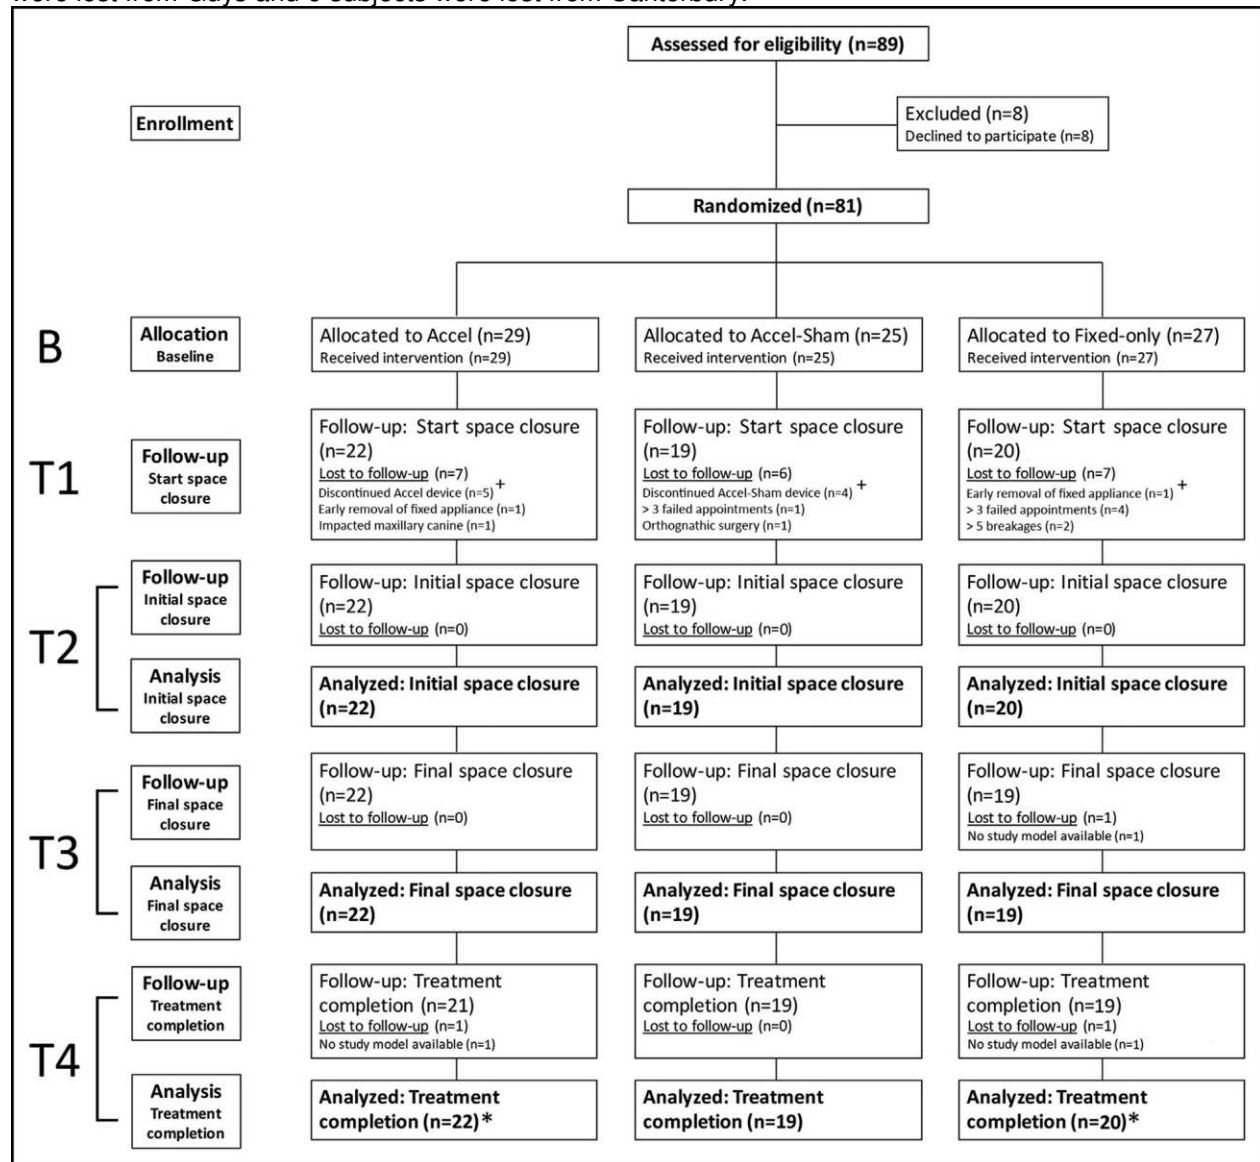 were lost from Guys and 6 subjects were lost from Canterbury.
Assessed for eligibility (n=89)
Enrollment
Excluded (n=8)
Declined to participate (n=8)
Randomized (n=81)
B
Allocation
Baseline
Allocated to Accel (n=29)
Received intervention (n=29)
Allocated to Accel-Sham (n=25)
Received intervention (n=25)
Allocated to Fixed-only (n=27)
Received intervention (n=27)
T1
Follow-up
Start space
closure
Follow-up: Start space closure
(n=22)
Lost to follow-up (n=7)
Discontinued Accel device (n=5) +
Early removal of fixed appliance (n=1)
Impacted maxillary canine (n=1)
Follow-up: Start space closure
(n=19)
Lost to follow-up (n=6)
Discontinued Accel-Sham device (n=4) +
> 3 failed appointments (n=1)
Orthognathic surgery (n=1)
Follow-up: Start space closure
(n=20)
Lost to follow-up (n=7)
Early removal of fixed appliance (n=1) +
> 3 failed appointments (n=4)
> 5 breakages (n=2)
T2
Follow-up
Initial space
closure
Follow-up: Initial space closure
(n=22)
Lost to follow-up (n=0)
Follow-up: Initial space closure
(n=19)
Lost to follow-up (n=0)
Follow-up: Initial space closure
(n=20)
Lost to follow-up (n=0)
Analysis
Initial space
closure
Analyzed: Initial space closure
(n=22)
Analyzed: Initial space closure
(n=19)
Analyzed: Initial space closure
(n=20)
T3
Follow-up
Final space
closure
Follow-up: Final space closure
(n=22)
Lost to follow-up (n=0)
Follow-up: Final space closure
(n=19)
Lost to follow-up (n=0)
Follow-up: Final space closure
(n=19)
Lost to follow-up (n=1)
No study model available (n=1)
Analysis
Final space
closure
Analyzed: Final space closure
(n=22)
Analyzed: Final space closure
(n=19)
Analyzed: Final space closure
(n=19)
T4
Follow-up
Treatment
completion
Follow-up: Treatment
completion (n=21)
Lost to follow-up (n=1)
No study model available (n=1)
Follow-up: Treatment
completion (n=19)
Lost to follow-up (n=0)
Follow-up: Treatment
completion (n=19)
Lost to follow-up (n=1)
No study model available (n=1)
Analysis
Treatment
completion
Analyzed: Treatment
completion (n=22)*
Analyzed: Treatment
completion (n=19)
Analyzed: Treatment
completion (n=20)*